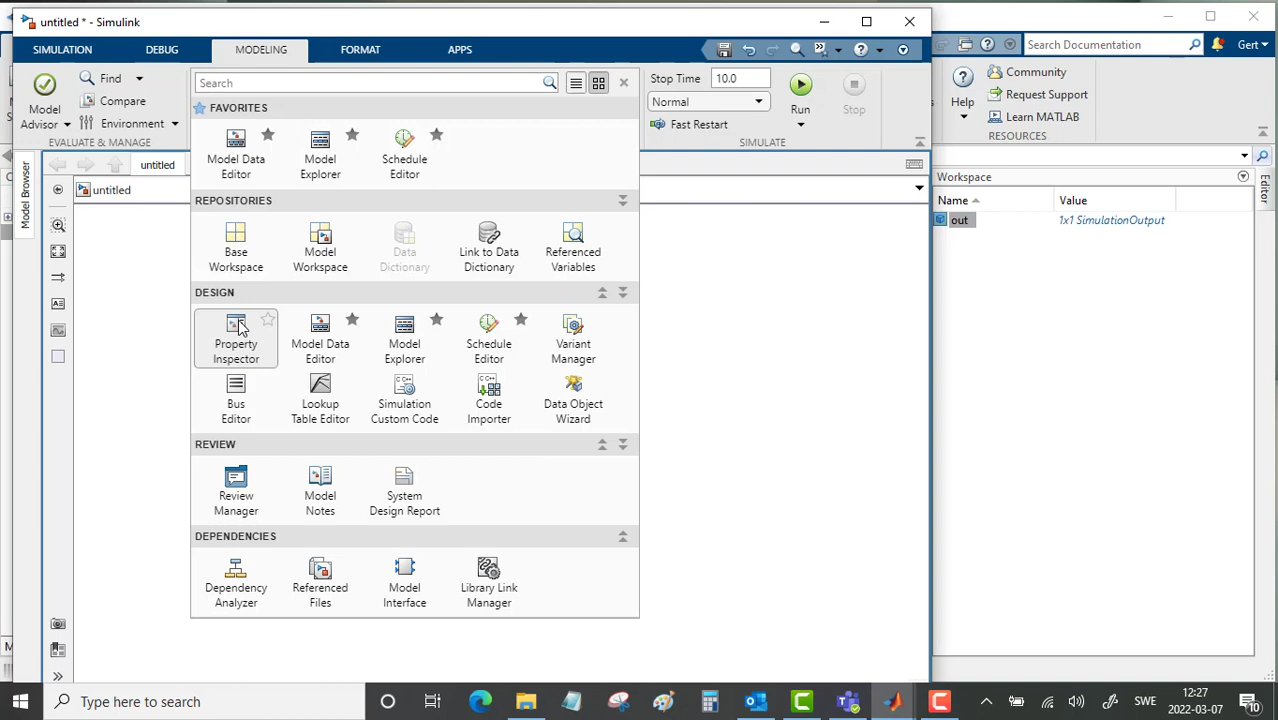 untitled * - Simulink
SIMULATION DEBUG MODELING FORMAT APPS
Search Documentation
Gert
Model
Advisor
Find
Compare
Environment
EVALUATE & MANAGE
Search
FAVORITES
Model Data
Editor
Model
Explorer
Schedule
Editor
REPOSITORIES
Base
Workspace
Model
Workspace
Data
Dictionary
Link to Data
Dictionary
Referenced
Variables
DESIGN
Property
Inspector
Model Data
Editor
Model
Explorer
Schedule
Editor
Variant
Manager
Bus
Editor
Lookup
Table Editor
Simulation
Custom Code
Code
Importer
Data Object
Wizard
REVIEW
Review
Manager
Model
Notes
System
Design Report
DEPENDENCIES
Dependency
Analyzer
Referenced
Files
Model
Interface
Library Link
Manager
Stop Time 10.0
Normal
Fast Restart
Run
Stop
SIMULATE
Help
Community
Request Support
Learn MATLAB
RESOURCES
Model Browser
untitled
untitled
Workspace
Name Value
out 1x1 SimulationOutput
Editor
Type here to search
SWE
12:27
2022-03-07
10